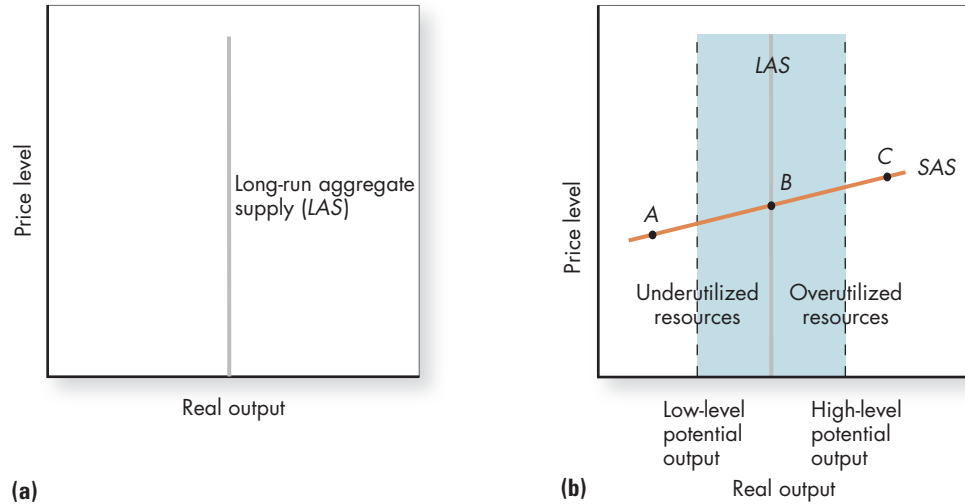 Price level
Long-run aggregate
supply (LAS)
Real output
(a)
Price level
LAS
A
B
C
SAS
Underutilized
resources
Overutilized
resources
Low-level
potential
output
High-level
potential
output
Real output
(b)